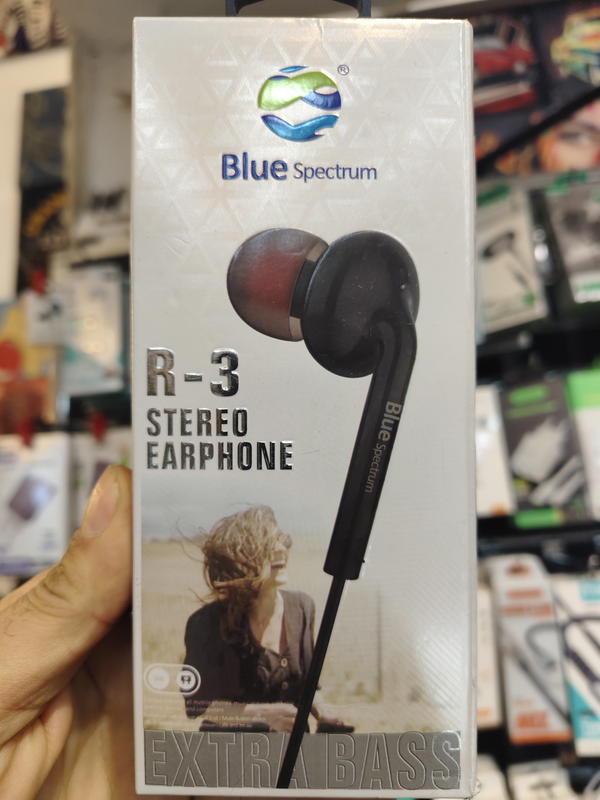 ®
Blue Spectrum
R-3
STEREO
EARPHONE
Blue Spectrum
EXTRA BASS